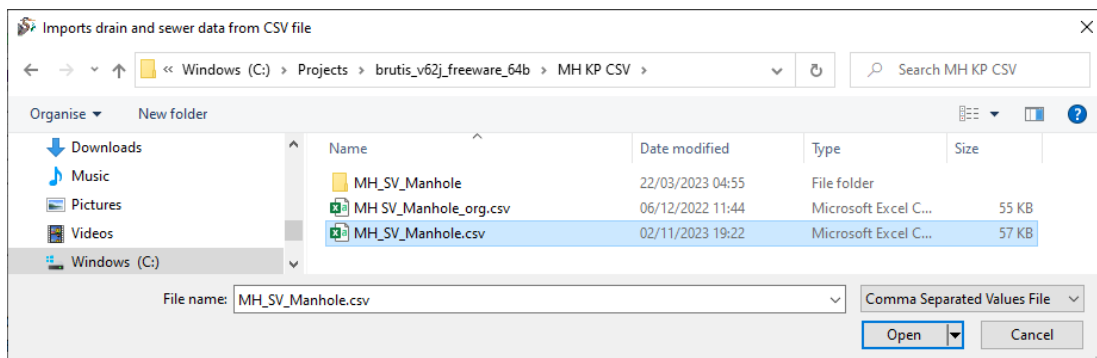 Imports drain and sewer data from CSV file
« Windows (C:) › Projects › brutis_v62j_freeware_64b › MH KP CSV ›
Search MH KP CSV
Organise New folder
Downloads
Music
Pictures
Videos
Windows (C:)
Name Date modified Type Size
MH_SV_Manhole 22/03/2023 04:55 File folder
MH SV_Manhole_org.csv 06/12/2022 11:44 Microsoft Excel C... 55 KB
MH_SV_Manhole.csv 02/11/2023 19:22 Microsoft Excel C... 57 KB
File name: MH_SV_Manhole.csv Comma Separated Values File
Open Cancel